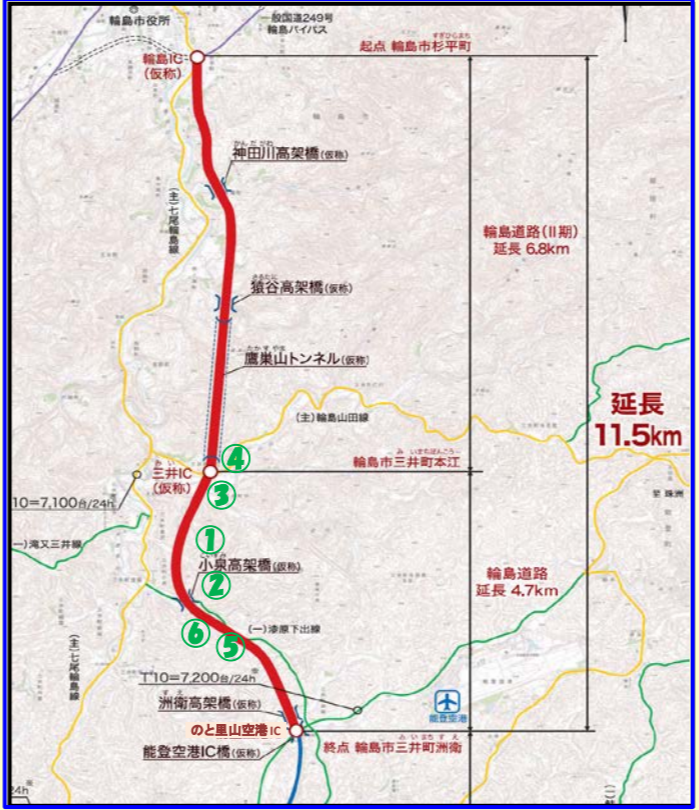 輪島市役所
一般国道249号
輪島バイパス
すぎひらまち
起点 輪島市杉平町
輪島IC
(仮称)
かんだがわ
神田川高架橋(仮称)
(主)七尾輪島線
輪島道路(II期)
延長 6.8km
さるたに
猿谷高架橋(仮称)
たかすやま
鷹巣山トンネル(仮称)
(主)輪島山田線
延長
11.5km
④
みいまちほんごう
輪島市三井町本江
みい
三井IC
(仮称)
③
至 珠洲
10=7,100台/24h
①
一)滝又三井線
小泉高架橋(仮称)
②
輪島道路
延長 4.7km
⑥
(一)漆原下出線
⑤
(主)七尾輪島線
T10=7,200台/24h
すえ
洲衛高架橋(仮称)
能登空港
のと里山空港IC
みいまちすえ
終点 輪島市三井町洲衛
能登空港IC橋(仮称)
24h